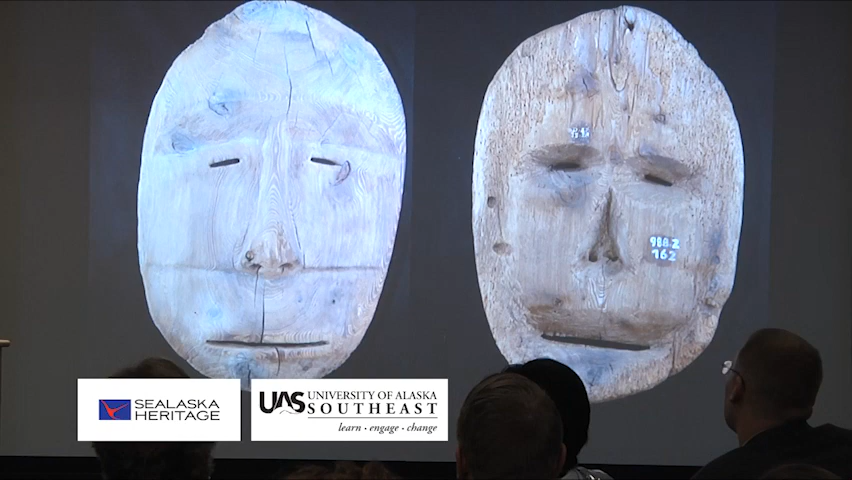 988.2
162
SEALASKA
HERITAGE
UAS
UNIVERSITY OF ALASKA
SOUTHEAST
learn · engage · change